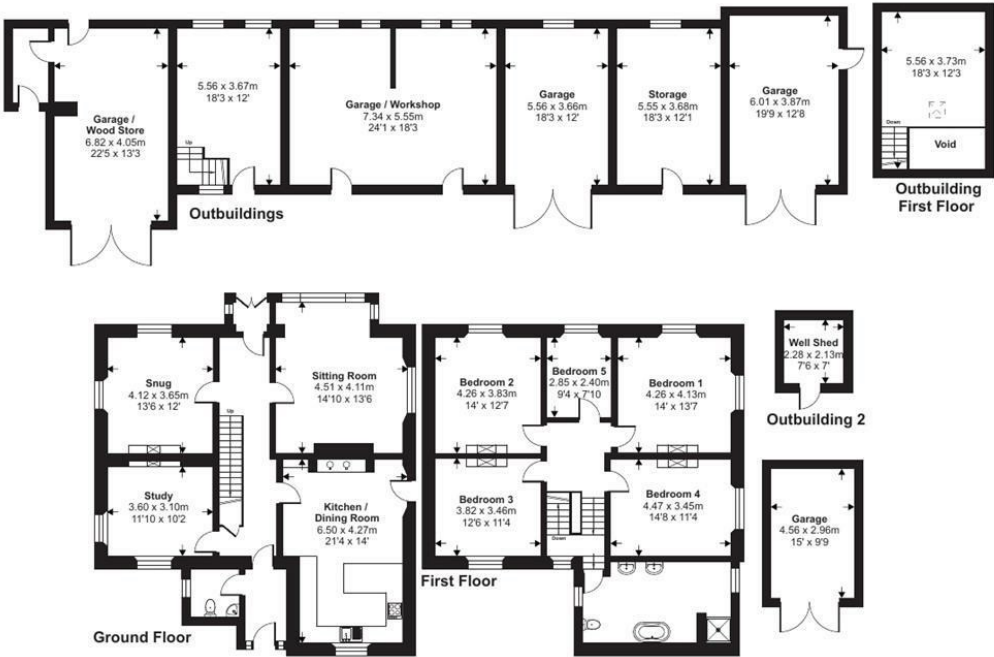 Garage /
Wood Store
6.82 x 4.05m
22'5 x 13'3
5.56 x 3.67m
18'3 x 12'
Up
Garage / Workshop
7.34 x 5.55m
24'1 x 18'3
Garage
5.56 x 3.66m
18'3 x 12'
Storage
5.55 x 3.68m
18'3 x 12'1
Garage
6.01 x 3.87m
19'9 x 12'8
5.56 x 3.73m
18'3 x 12'3
Down
Void
Outbuildings
Outbuilding
First Floor
Snug
4.12 x 3.65m
13'6 x 12'
Sitting Room
4.51 x 4.11m
14'10 x 13'6
Up
Study
3.60 x 3.10m
11'10 x 10'2
Kitchen /
Dining Room
6.50 x 4.27m
21'4 x 14'
Ground Floor
Bedroom 2
4.26 x 3.83m
14' x 12'7
Bedroom 5
2.85 x 2.40m
9'4 x 7'10
Bedroom 1
4.26 x 4.13m
14' x 13'7
Bedroom 3
3.82 x 3.46m
12'6 x 11'4
Down
Bedroom 4
4.47 x 3.45m
14'8 x 11'4
First Floor
Well Shed
2.28 x 2.13m
7'6 x 7'
Outbuilding 2
Garage
4.56 x 2.96m
15' x 9'9